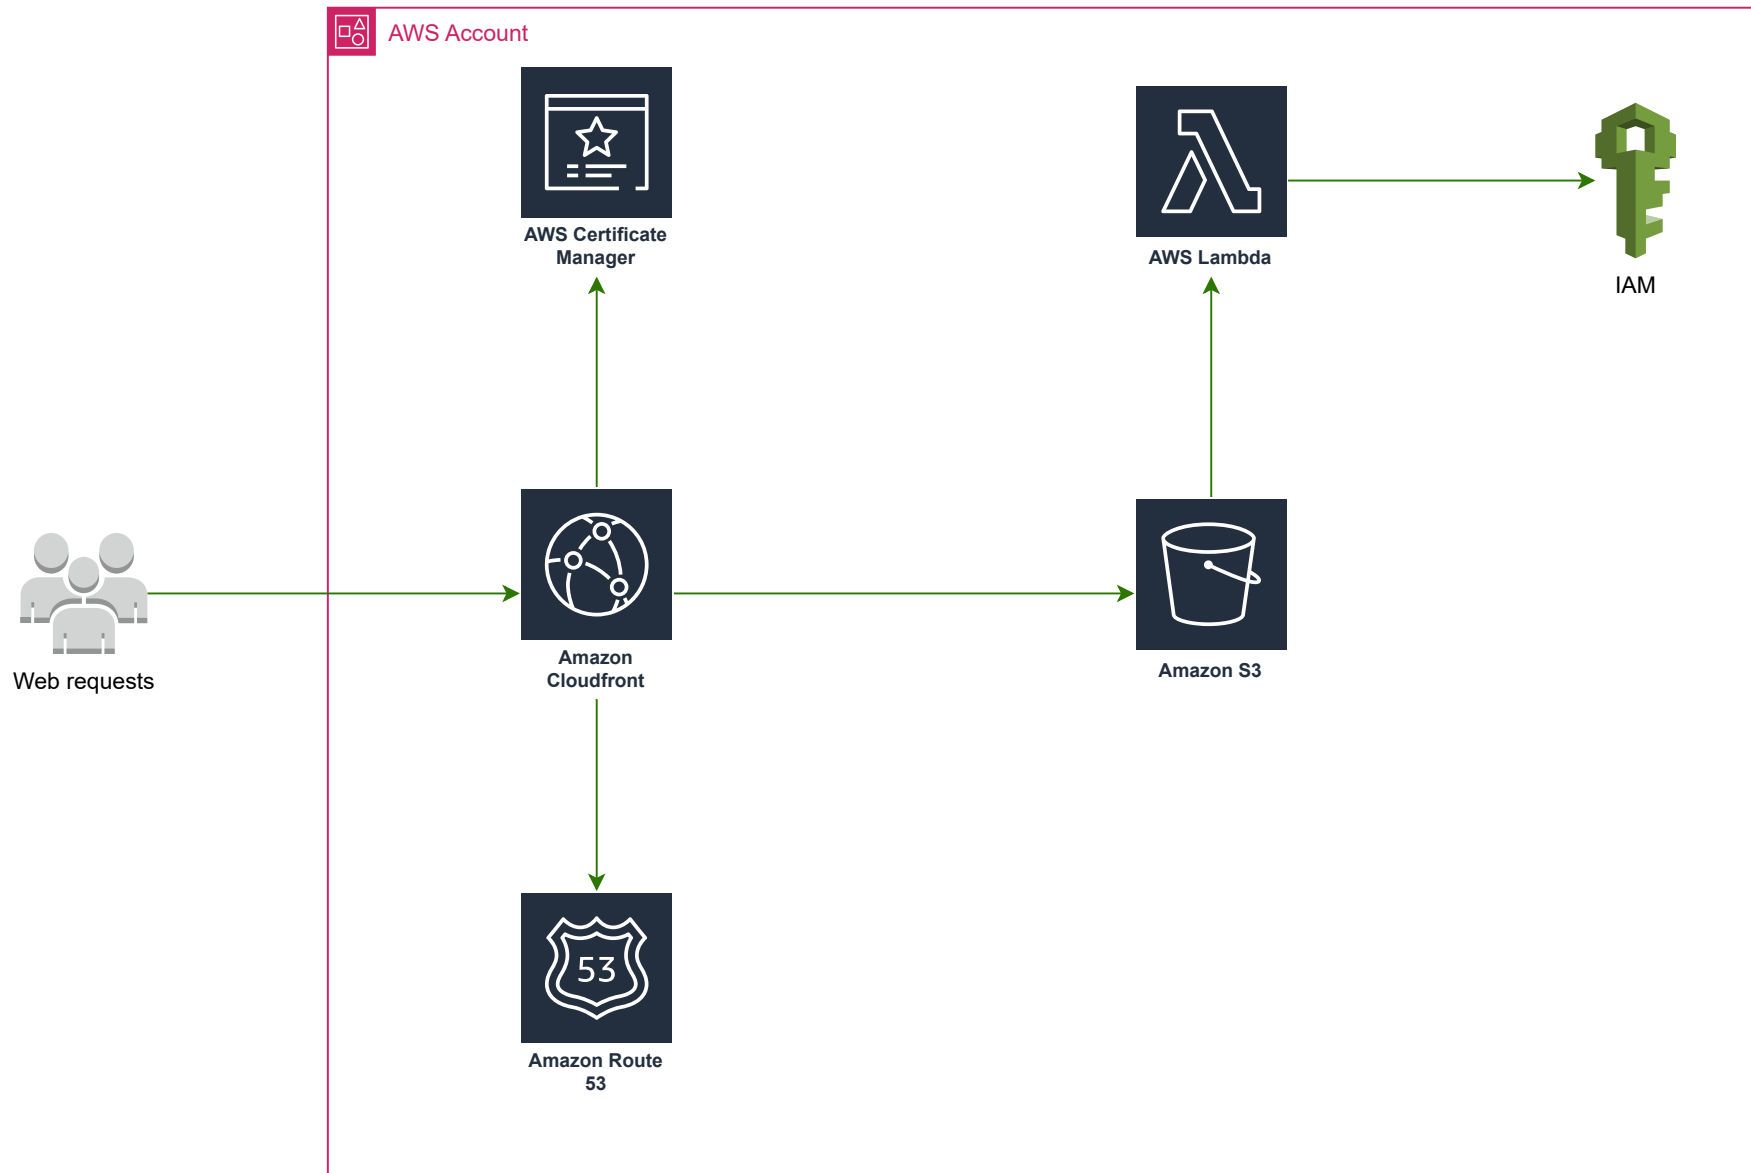 AWS Account
AWS Certificate
Manager
AWS Lambda
IAM
Web requests
Amazon
Cloudfront
Amazon S3
53
Amazon Route
53